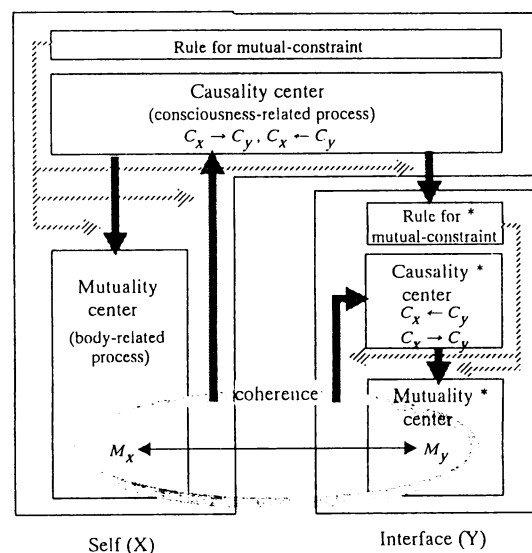 Rule for mutual-constraint
Causality center
(consciousness-related process)
C_x → C_y , C_x ← C_y
Rule for *
mutual-constraint
Mutuality
center
(body-related
process)
Causality *
center
C_x ← C_y
C_x → C_y
coherence
Mutuality *
center
M_x
M_y
Self (X)
Interface (Y)